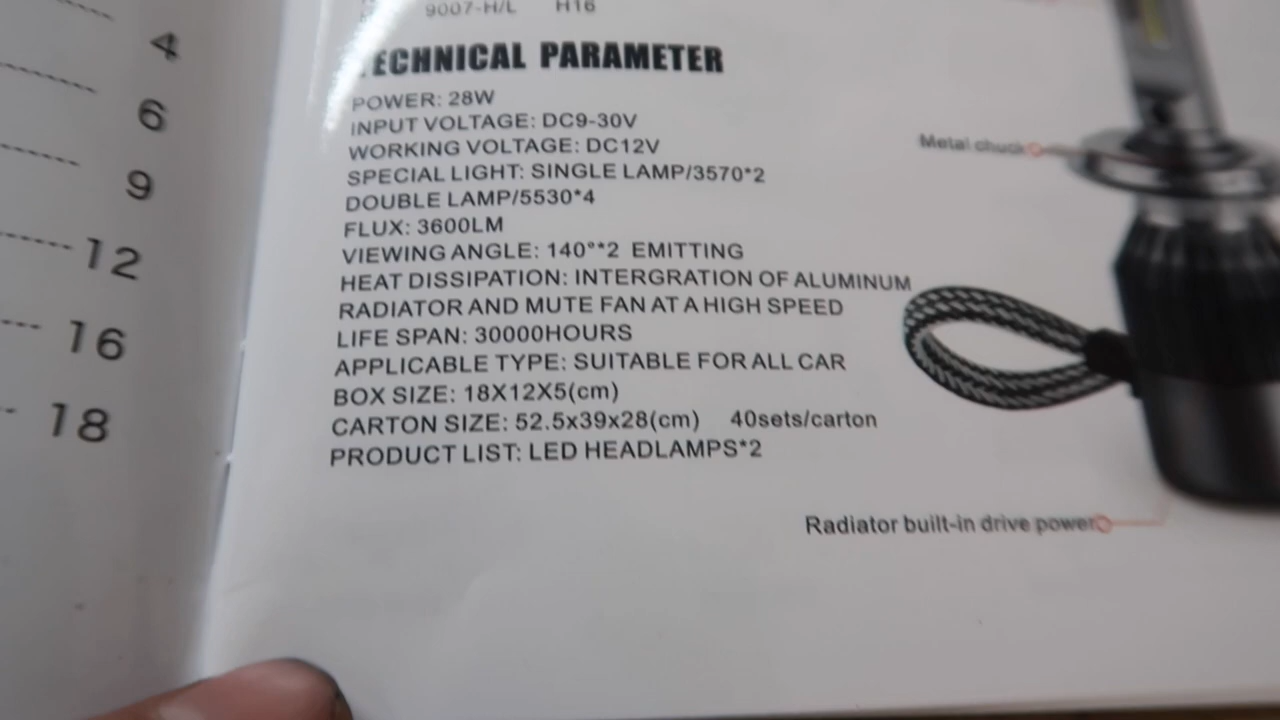 4
6
9
12
16
18
9007-H/L H16
TECHNICAL PARAMETER
POWER: 28W
INPUT VOLTAGE: DC9-30V
WORKING VOLTAGE: DC12V
SPECIAL LIGHT: SINGLE LAMP/3570*2
DOUBLE LAMP/5530*4
FLUX: 3600LM
VIEWING ANGLE: 140°*2 EMITTING
HEAT DISSIPATION: INTERGRATION OF ALUMINUM
RADIATOR AND MUTE FAN AT A HIGH SPEED
LIFE SPAN: 30000HOURS
APPLICABLE TYPE: SUITABLE FOR ALL CAR
BOX SIZE: 18X12X5(cm)
CARTON SIZE: 52.5x39x28(cm) 40sets/carton
PRODUCT LIST: LED HEADLAMPS*2
Metal chuck
Radiator built-in drive power